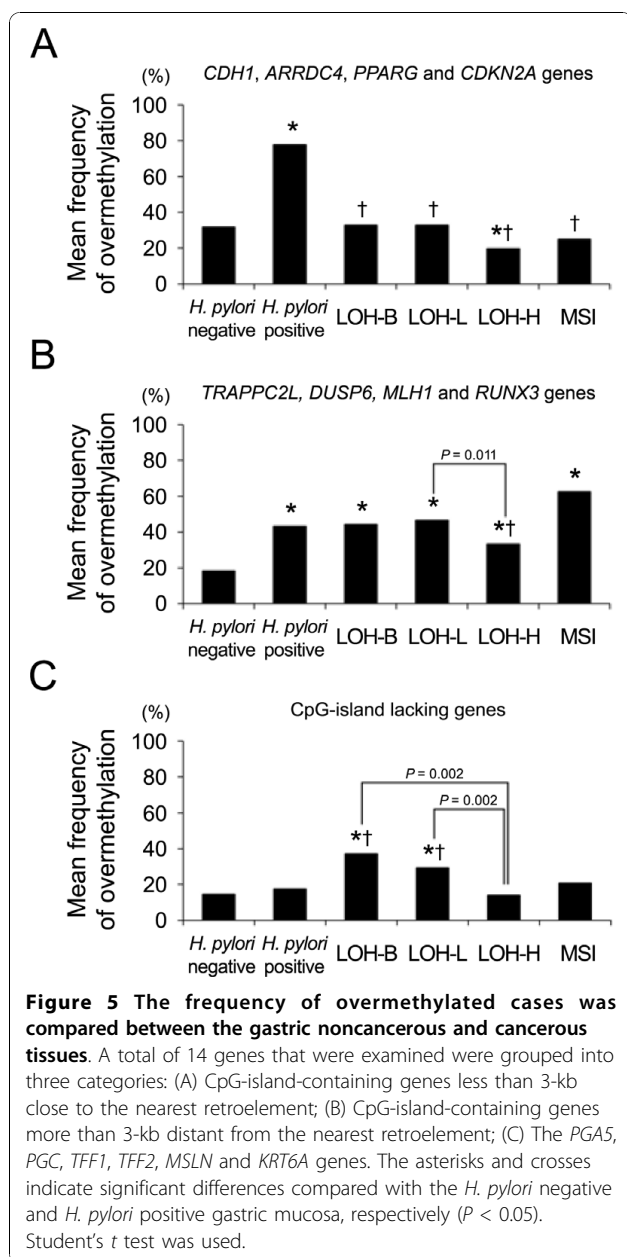 A
CDH1, ARRDC4, PPARG and CDKN2A genes
(%)
Mean frequency
of overmethylation
100
80
60
40
20
0
*
†
†
*†
†
H. pylori
negative
H. pylori
positive
LOH-B
LOH-L
LOH-H
MSI
B
TRAPPC2L, DUSP6, MLH1 and RUNX3 genes
(%)
Mean frequency
of overmethylation
100
80
60
40
20
0
P = 0.011
*
*
*
*†
*
H. pylori
negative
H. pylori
positive
LOH-B
LOH-L
LOH-H
MSI
C
CpG-island lacking genes
(%)
Mean frequency
of overmethylation
100
80
60
40
20
0
P = 0.002
P = 0.002
*†
*†
H. pylori
negative
H. pylori
positive
LOH-B
LOH-L
LOH-H
MSI
Figure 5 The frequency of overmethylated cases was
compared between the gastric noncancerous and cancerous
tissues. A total of 14 genes that were examined were grouped into
three categories: (A) CpG-island-containing genes less than 3-kb
close to the nearest retroelement; (B) CpG-island-containing genes
more than 3-kb distant from the nearest retroelement; (C) The PGA5,
PGC, TFF1, TFF2, MSLN and KRT6A genes. The asterisks and crosses
indicate significant differences compared with the H. pylori negative
and H. pylori positive gastric mucosa, respectively (P < 0.05).
Student's t test was used.